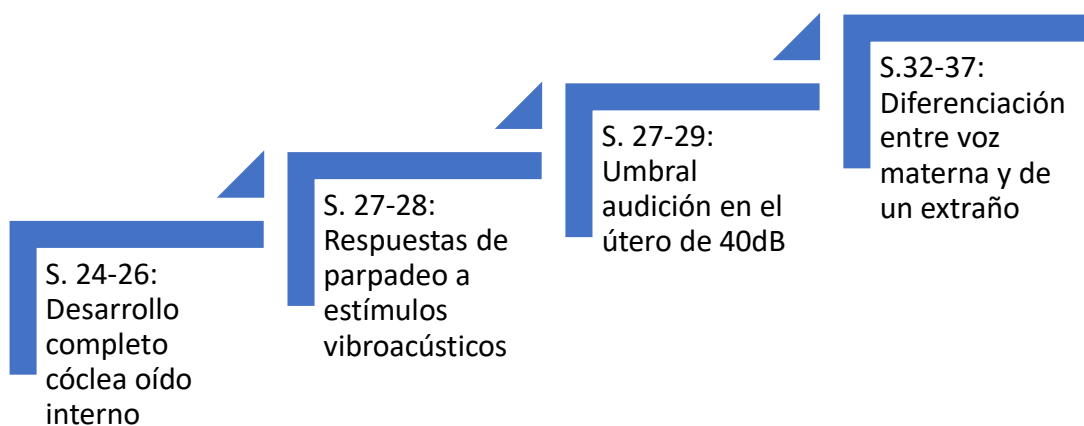 S. 24-26:
Desarrollo
completo
cóclea oído
interno
S. 27-28:
Respuestas de
parpadeo a
estímulos
vibroacústicos
S. 27-29:
Umbral
audición en el
útero de 40dB
S.32-37:
Diferenciación
entre voz
materna y de
un extraño